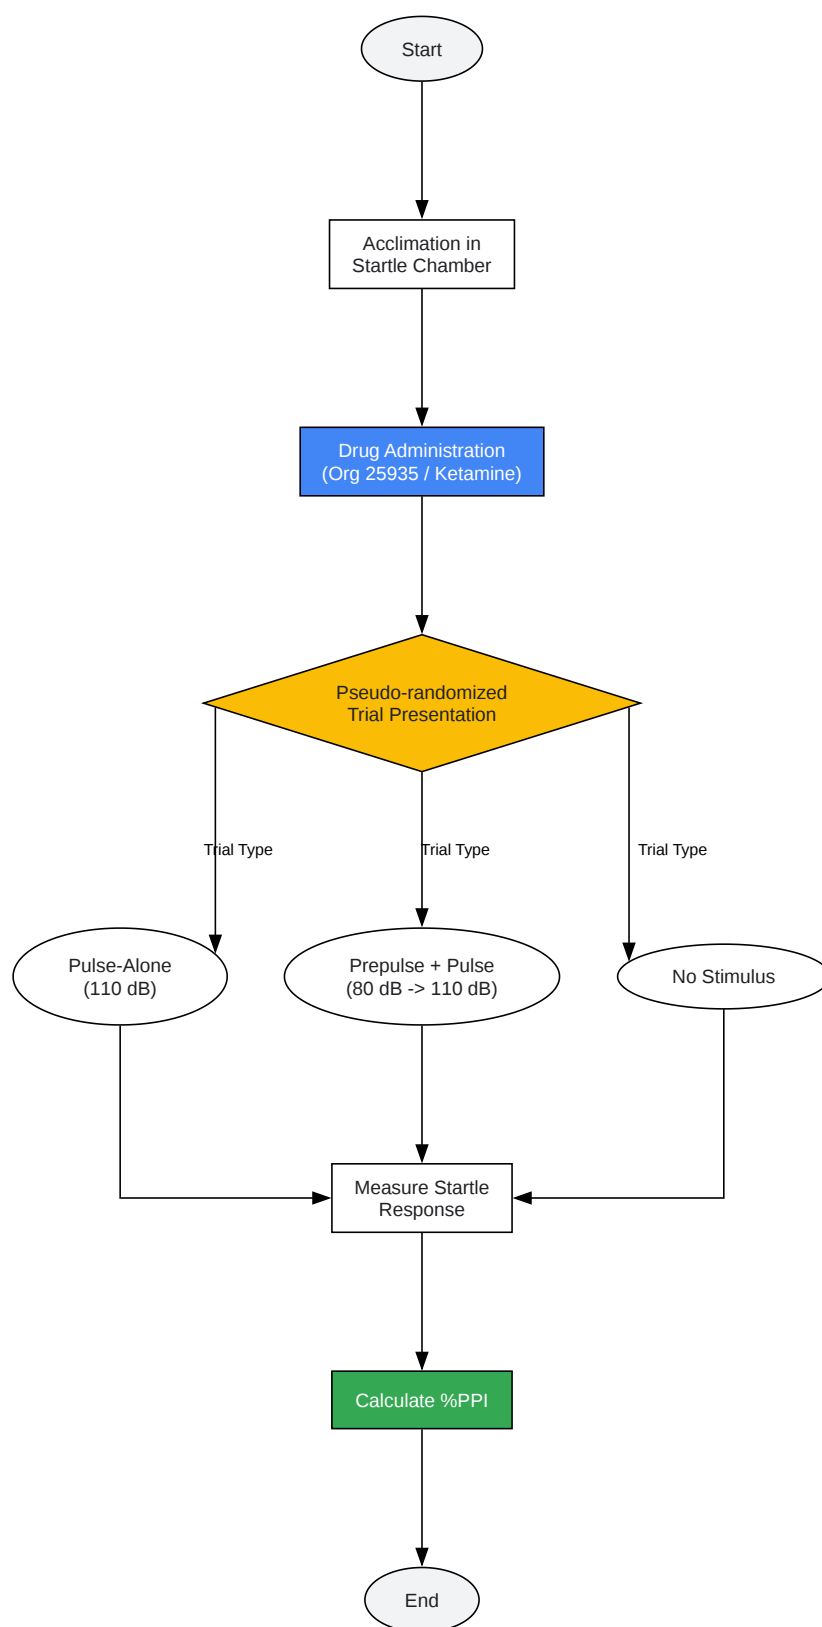 Start
Acclimation in
Startle Chamber
Drug Administration
(Org 25935 / Ketamine)
Pseudo-randomized
Trial Presentation
Trial Type
Trial Type
Trial Type
Pulse-Alone
(110 dB)
Prepulse + Pulse
(80 dB -> 110 dB)
No Stimulus
Measure Startle
Response
Calculate %PPI
End